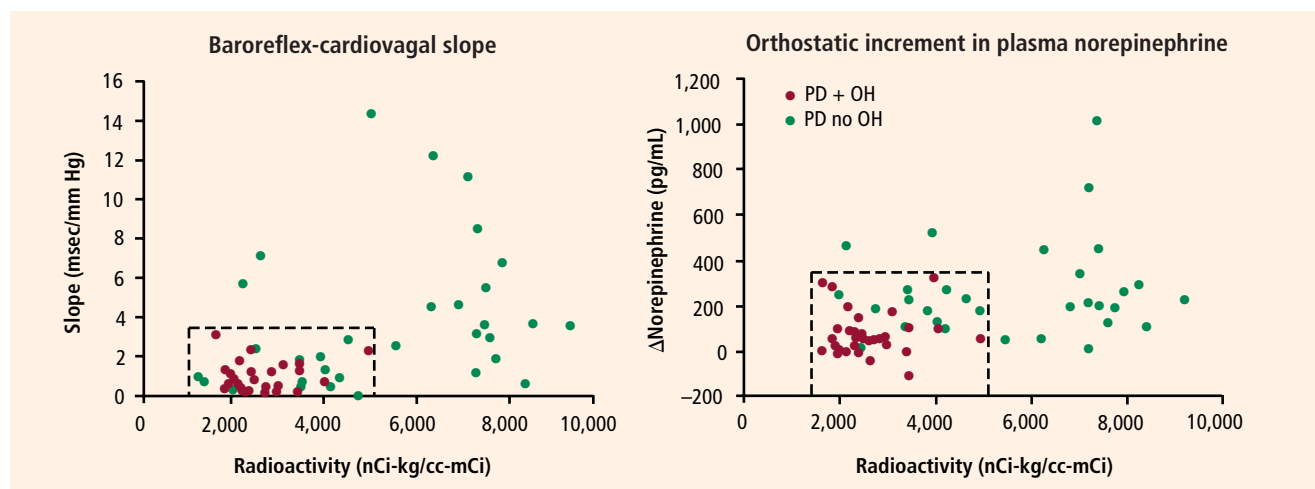 Baroreflex-cardiovagal slope
Slope (msec/mm Hg)
16
14
12
10
8
6
4
2
0
0 2,000 4,000 6,000 8,000 10,000
Radioactivity (nCi-kg/cc-mCi)
Orthostatic increment in plasma norepinephrine
PD + OH
PD no OH
ΔNorepinephrine (pg/mL)
1,200
1,000
800
600
400
200
0
–200
0 2,000 4,000 6,000 8,000 10,000
Radioactivity (nCi-kg/cc-mCi)